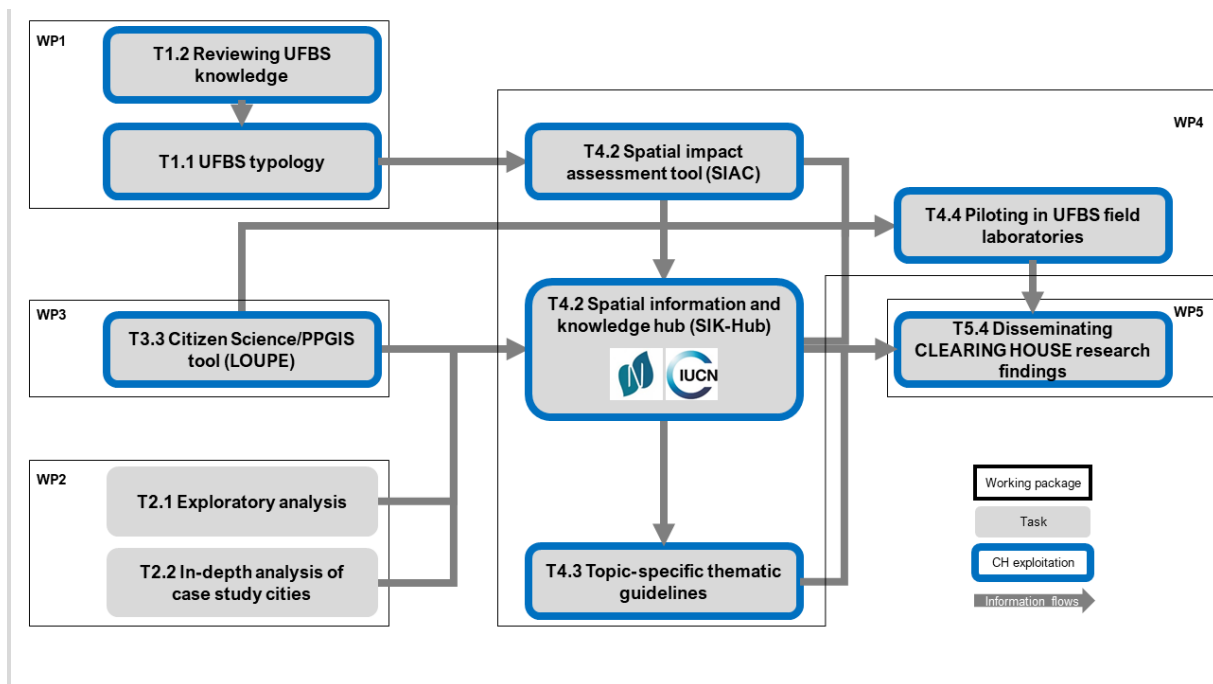 WP1
T1.2 Reviewing UFBS
knowledge
T1.1 UFBS typology
WP4
T4.2 Spatial impact
assessment tool (SIAC)
T4.4 Piloting in UFBS field
laboratories
WP3
T3.3 Citizen Science/PPGIS
tool (LOUPE)
T4.2 Spatial information and
knowledge hub (SIK-Hub)
N
IUCN
WP5
T5.4 Disseminating
CLEARING HOUSE research
findings
WP2
T2.1 Exploratory analysis
T2.2 In-depth analysis of
case study cities
T4.3 Topic-specific thematic
guidelines
Working package
Task
CH exploitation
Information flows